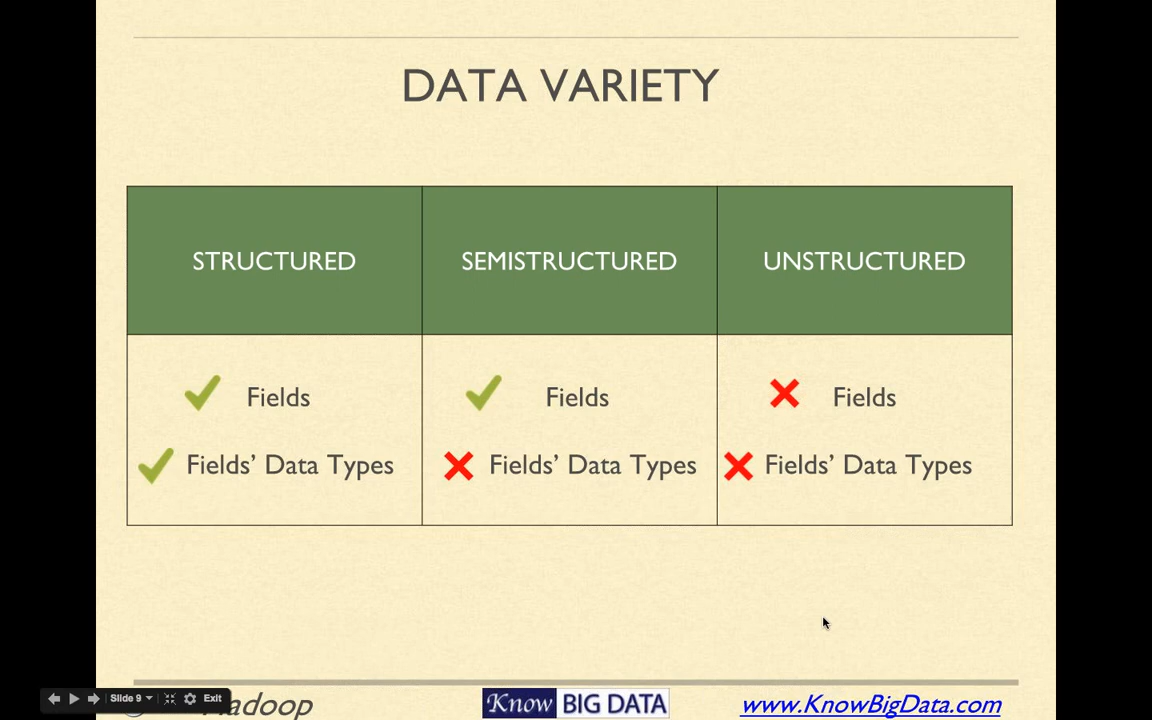 DATA VARIETY
STRUCTURED SEMISTRUCTURED UNSTRUCTURED
Fields Fields Fields
Fields’ Data Types Fields’ Data Types Fields’ Data Types
Slide 9 Exit
Know BIG DATA
www.KnowBigData.com